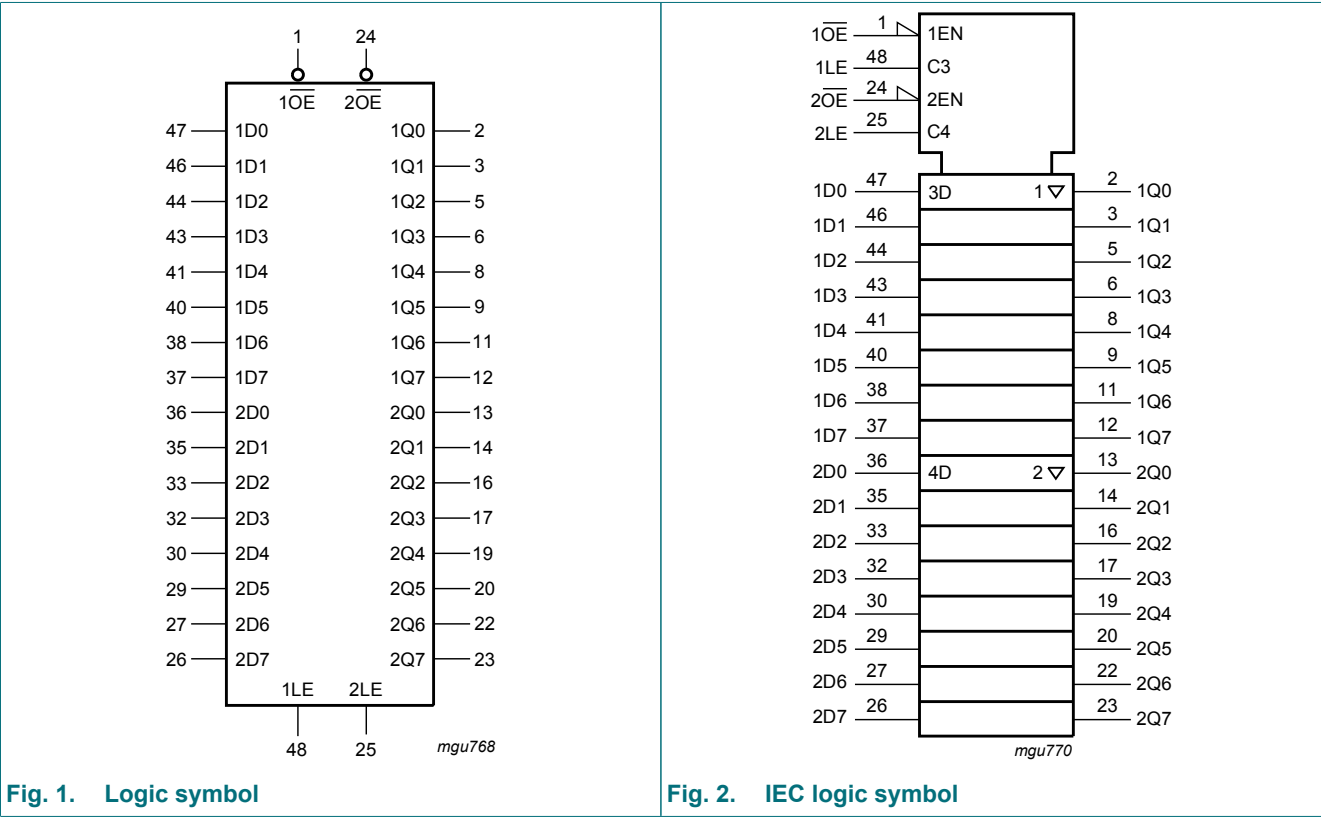 1 24
1OE 2OE
47 1D0 1Q0 2
46 1D1 1Q1 3
44 1D2 1Q2 5
43 1D3 1Q3 6
41 1D4 1Q4 8
40 1D5 1Q5 9
38 1D6 1Q6 11
37 1D7 1Q7 12
36 2D0 2Q0 13
35 2D1 2Q1 14
33 2D2 2Q2 16
32 2D3 2Q3 17
30 2D4 2Q4 19
29 2D5 2Q5 20
27 2D6 2Q6 22
26 2D7 2Q7 23
1LE 2LE
48 25 mgu768
Fig. 1. Logic symbol
1OE 1 1EN
1LE 48 C3
2OE 24 2EN
2LE 25 C4
1D0 47 3D 1 2 1Q0
1D1 46 3 1Q1
1D2 44 5 1Q2
1D3 43 6 1Q3
1D4 41 8 1Q4
1D5 40 9 1Q5
1D6 38 11 1Q6
1D7 37 12 1Q7
2D0 36 4D 2 13 2Q0
2D1 35 14 2Q1
2D2 33 16 2Q2
2D3 32 17 2Q3
2D4 30 19 2Q4
2D5 29 20 2Q5
2D6 27 22 2Q6
2D7 26 23 2Q7
mgu770
Fig. 2. IEC logic symbol